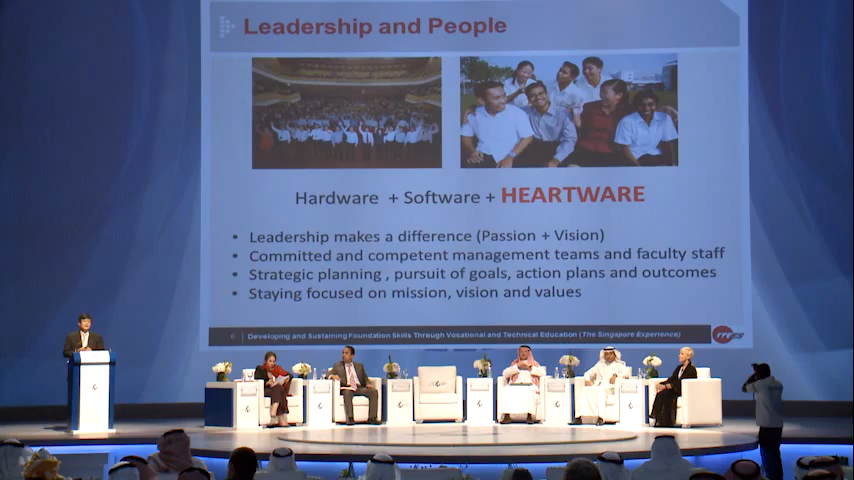 Leadership and People
Hardware + Software + HEARTWARE
• Leadership makes a difference (Passion + Vision)
• Committed and competent management teams and faculty staff
• Strategic planning , pursuit of goals, action plans and outcomes
• Staying focused on mission, vision and values
Developing and Sustaining Foundation Skills Through Vocational and Technical Education (The Singapore Experience)